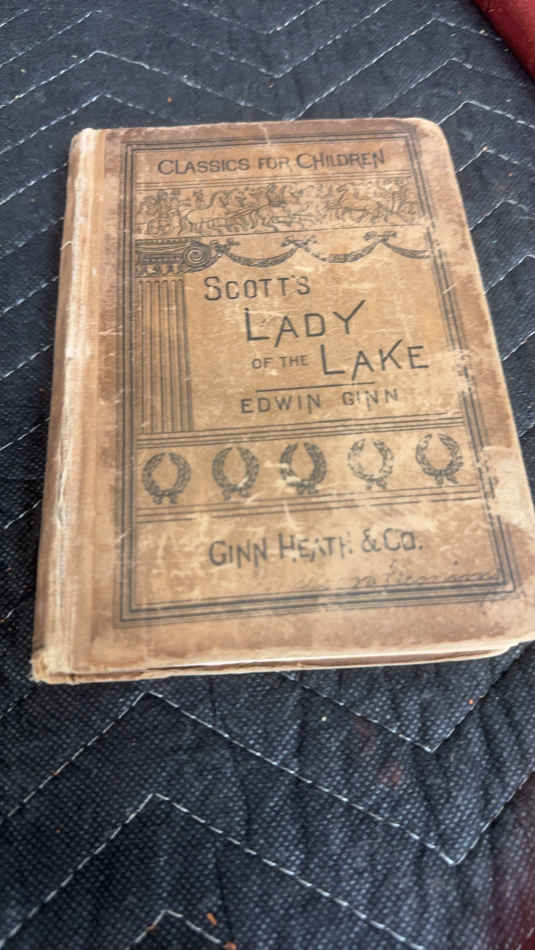 CLASSICS FOR CHILDREN
SCOTT'S
LADY
OF THE LAKE
EDWIN GINN
GINN HEATH & CO.